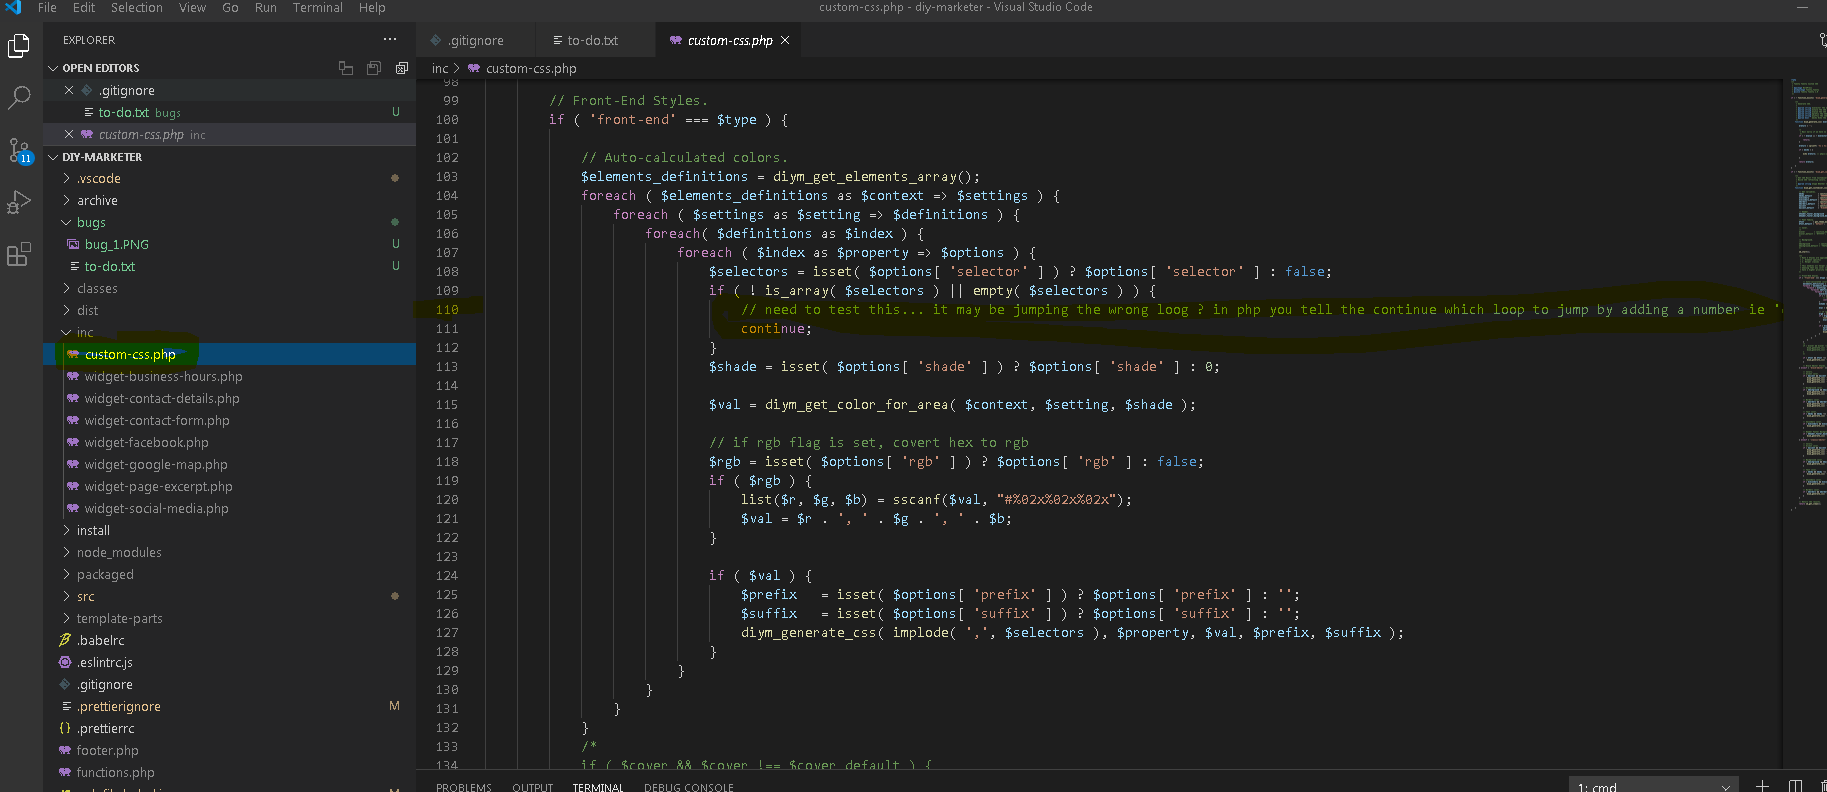 File Edit Selection View Go Run Terminal Help custom-css.php - diy-marketer - Visual Studio Code
EXPLORER
OPEN EDITORS
.gitignore
to-do.txt bugs U
custom-css.php inc
DIY-MARKETER
.vscode
archive
bugs
bug_1.PNG U
to-do.txt U
classes
dist
inc
custom-css.php
widget-business-hours.php
widget-contact-details.php
widget-contact-form.php
widget-facebook.php
widget-google-map.php
widget-page-excerpt.php
widget-social-media.php
install
node_modules
packaged
src
template-parts
.babelrc
.eslintrc.js
.gitignore
.prettierignore M
.prettierrc
footer.php
functions.php
11
.gitignore to-do.txt custom-css.php
inc > custom-css.php
98
99 // Front-End Styles.
100 if ( 'front-end' === $type ) {
101
102 // Auto-calculated colors.
103 $elements_definitions = diym_get_elements_array();
104 foreach ( $elements_definitions as $context => $settings ) {
105 foreach ( $settings as $setting => $definitions ) {
106 foreach( $definitions as $index ) {
107 foreach ( $index as $property => $options ) {
108 $selectors = isset( $options[ 'selector' ] ) ? $options[ 'selector' ] : false;
109 if ( ! is_array( $selectors ) || empty( $selectors ) ) {
110 // need to test this... it may be jumping the wrong loog ? in php you tell the continue which loop to jump by adding a number ie '
111 continue;
112 }
113 $shade = isset( $options[ 'shade' ] ) ? $options[ 'shade' ] : 0;
114
115 $val = diym_get_color_for_area( $context, $setting, $shade );
116
117 // if rgb flag is set, covert hex to rgb
118 $rgb = isset( $options[ 'rgb' ] ) ? $options[ 'rgb' ] : false;
119 if ( $rgb ) {
120 list($r, $g, $b) = sscanf($val, "#%02x%02x%02x");
121 $val = $r . ', ' . $g . ', ' . $b;
122 }
123
124 if ( $val ) {
125 $prefix = isset( $options[ 'prefix' ] ) ? $options[ 'prefix' ] : '';
126 $suffix = isset( $options[ 'suffix' ] ) ? $options[ 'suffix' ] : '';
127 diym_generate_css( implode( ',', $selectors ), $property, $val, $prefix, $suffix );
128 }
129 }
130 }
131 }
132 }
133 /*
134 if ( $cover && $cover !== $cover_default ) {
PROBLEMS OUTPUT TERMINAL DEBUG CONSOLE 1: cmd